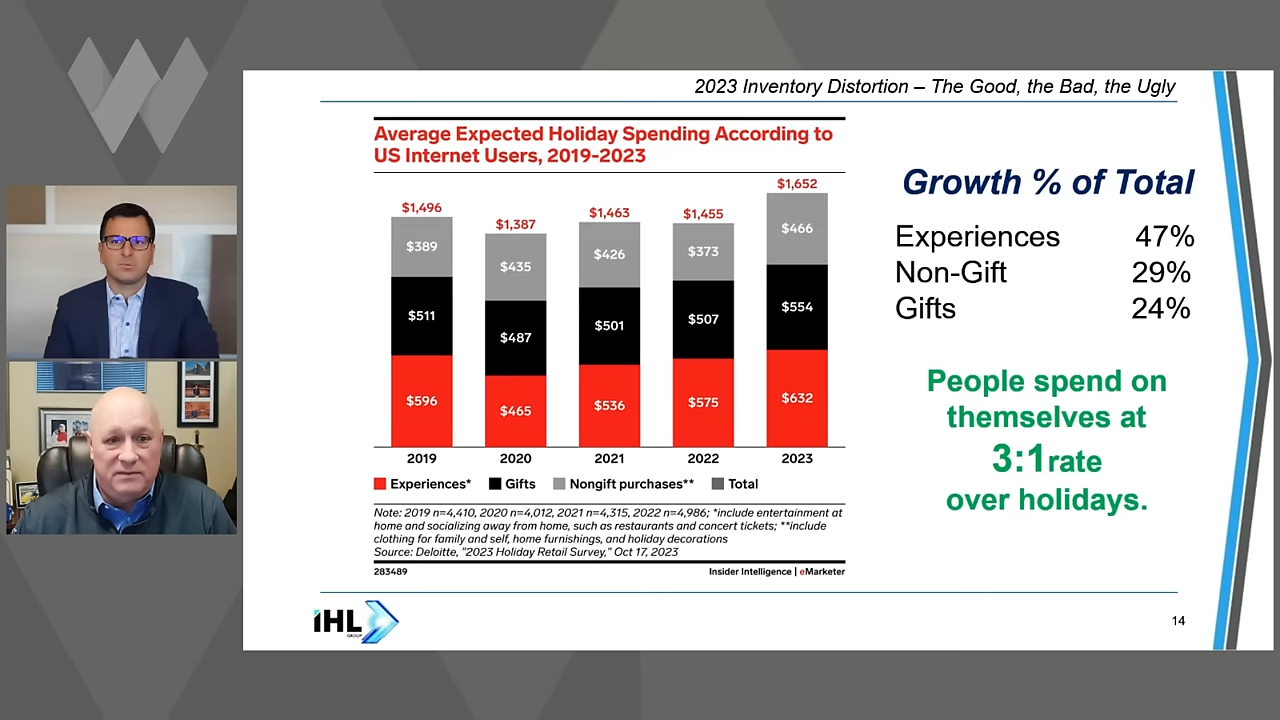 2023 Inventory Distortion – The Good, the Bad, the Ugly
Average Expected Holiday Spending According to
US Internet Users, 2019-2023
$1,496
$389
$511
$596
2019
$1,387
$435
$487
$465
2020
$1,463
$426
$501
$536
2021
$1,455
$373
$507
$575
2022
$1,652
$466
$554
$632
2023
Experiences* Gifts Nongift purchases** Total
Note: 2019 n=4,410, 2020 n=4,012, 2021 n=4,315, 2022 n=4,986; *include entertainment at
home and socializing away from home, such as restaurants and concert tickets; **include
clothing for family and self, home furnishings, and holiday decorations
Source: Deloitte, "2023 Holiday Retail Survey," Oct 17, 2023
283489 Insider Intelligence | eMarketer
Growth % of Total
Experiences 47%
Non-Gift 29%
Gifts 24%
People spend on
themselves at
3:1rate
over holidays.
IHL
GROUP
14